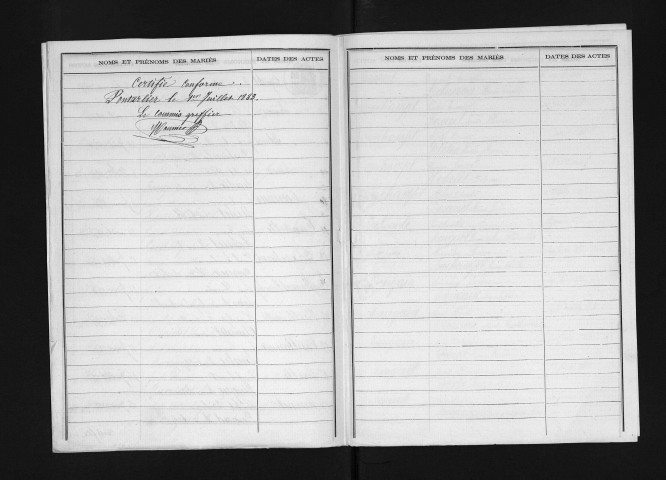 NOMS ET PRÉNOMS DES MARIÉS DATES DES ACTES
Certifié conforme.
Pontarlier le 1er Juillet 1863.
Le commis greffier
NOMS ET PRÉNOMS DES MARIÉS DATES DES ACTES